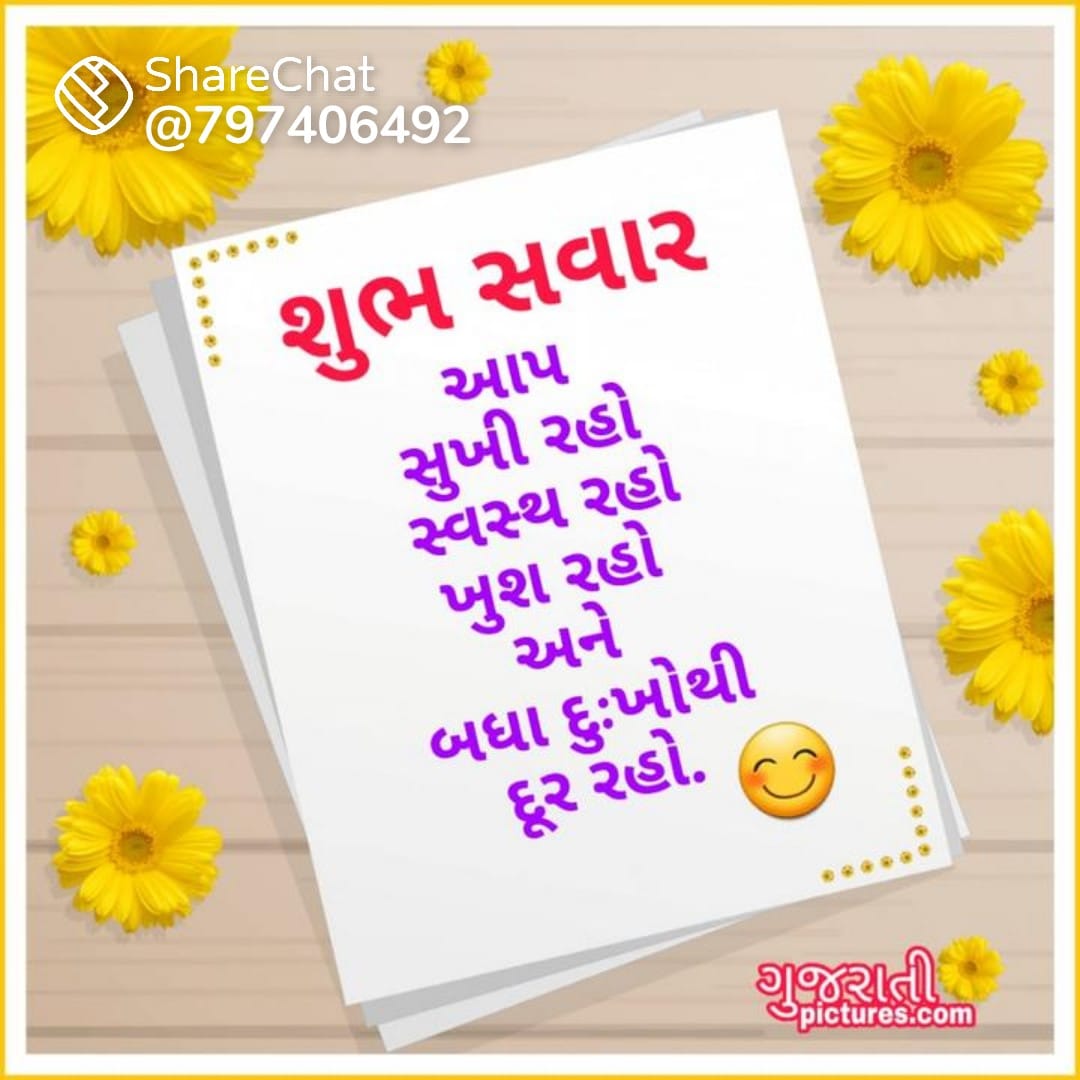 ShareChat
@797406492
શુભ સવાર
આપ
સુખી રહો
સ્વસ્થ રહો
ખુશ રહો
અને
બધા દુઃખોથી
દૂર રહો.
ગુજરાતી
pictures.com